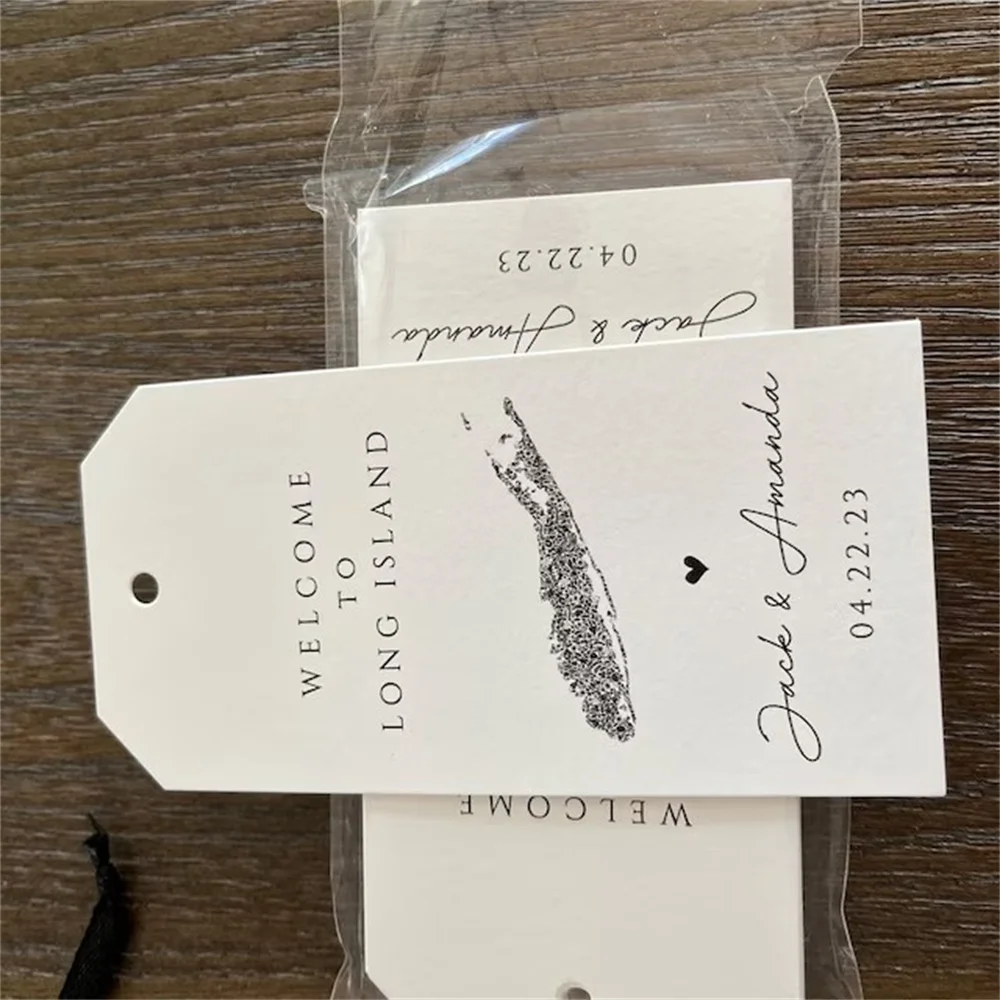 WELCOME
TO
LONG ISLAND
Jack & Amanda
04.22.23
WELCOME
Jack & Amanda
04.22.23